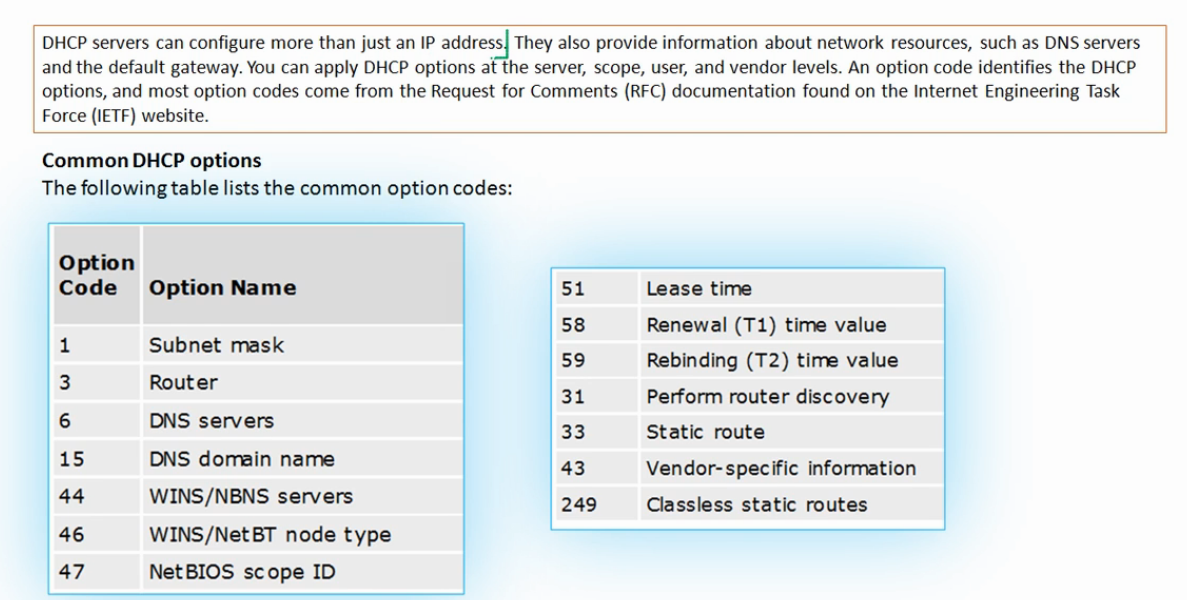 DHCP servers can configure more than just an IP address. They also provide information about network resources, such as DNS servers
and the default gateway. You can apply DHCP options at the server, scope, user, and vendor levels. An option code identifies the DHCP
options, and most option codes come from the Request for Comments (RFC) documentation found on the Internet Engineering Task
Force (IETF) website.
Common DHCP options
The following table lists the common option codes:
Option Code Option Name
1 Subnet mask
3 Router
6 DNS servers
15 DNS domain name
44 WINS/NBNS servers
46 WINS/NetBT node type
47 NetBIOS scope ID
51 Lease time
58 Renewal (T1) time value
59 Rebinding (T2) time value
31 Perform router discovery
33 Static route
43 Vendor-specific information
249 Classless static routes